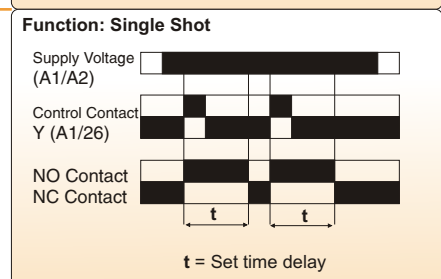 Function: Single Shot
Supply Voltage
(A1/A2)
Control Contact
Y (A1/26)
NO Contact
NC Contact
t t
t = Set time delay